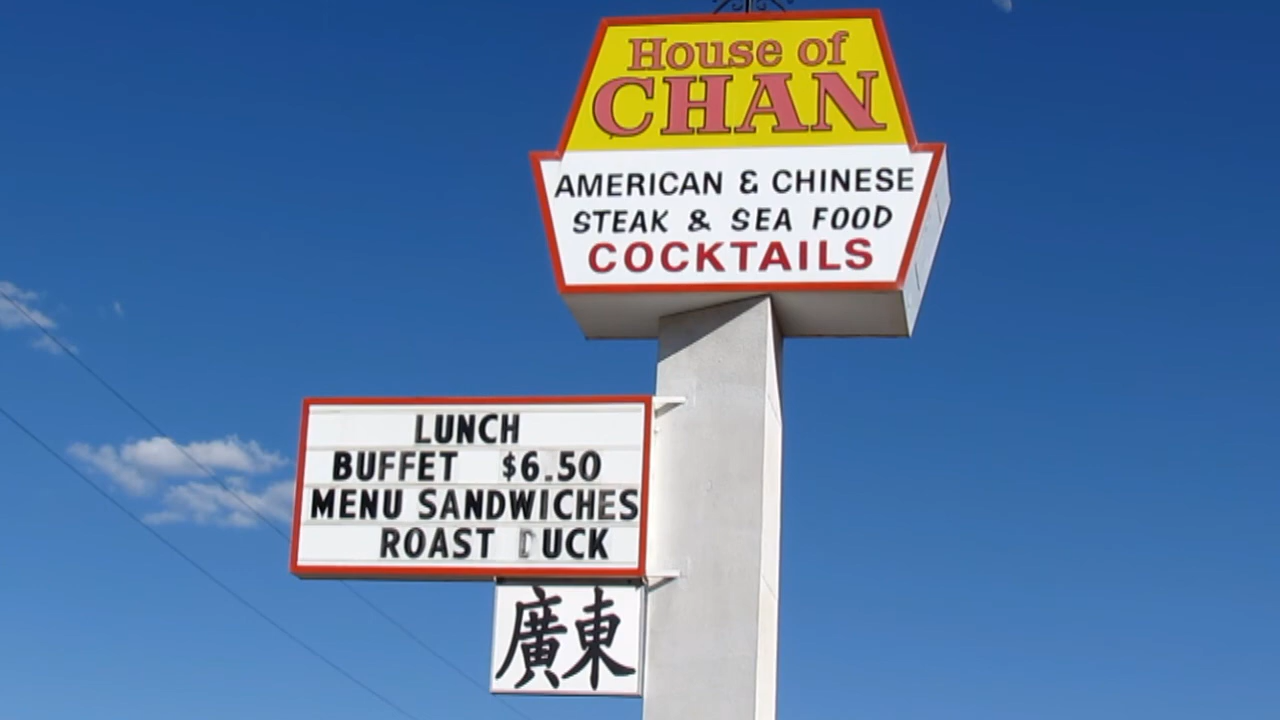 House of
CHAN
AMERICAN & CHINESE
STEAK & SEA FOOD
COCKTAILS
LUNCH
BUFFET $6.50
MENU SANDWICHES
ROAST DUCK
廣東